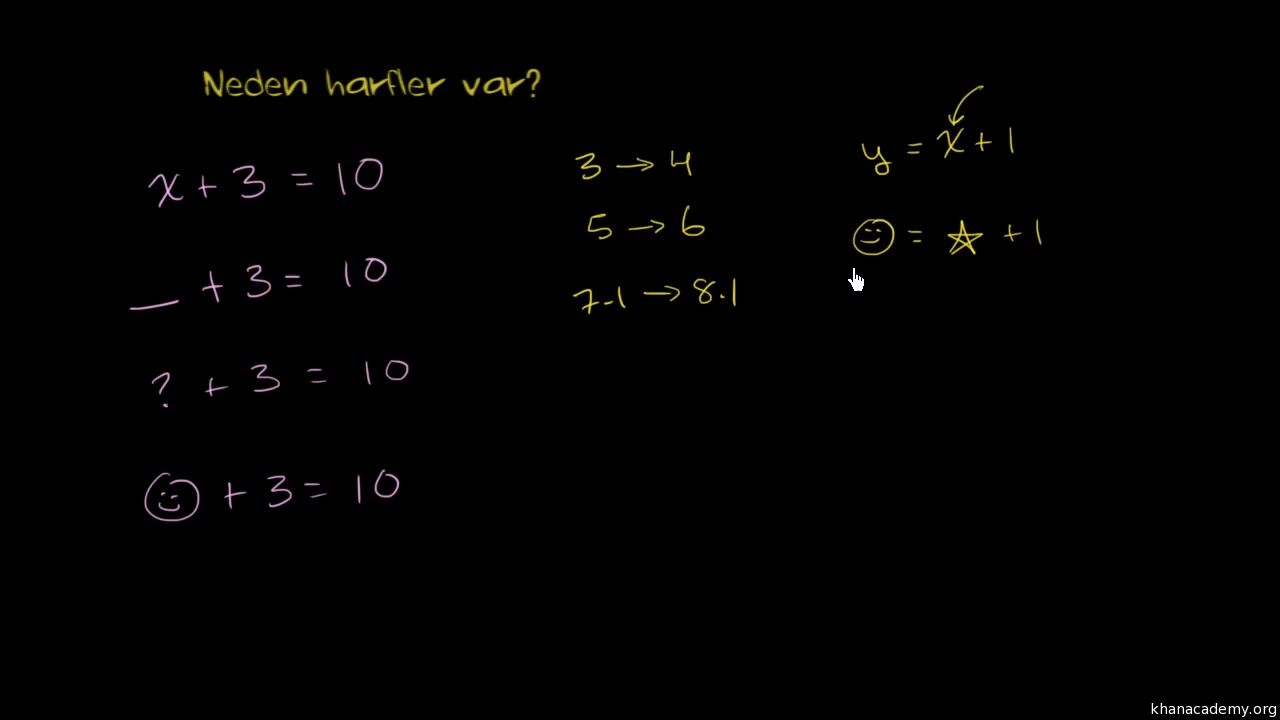 Neden harfler var?
x + 3 = 10
_ + 3 = 10
? + 3 = 10
☺ + 3 = 10
3 → 4
5 → 6
7.1 → 8.1
y = x + 1
☺ = ☆ + 1
khanacademy.org